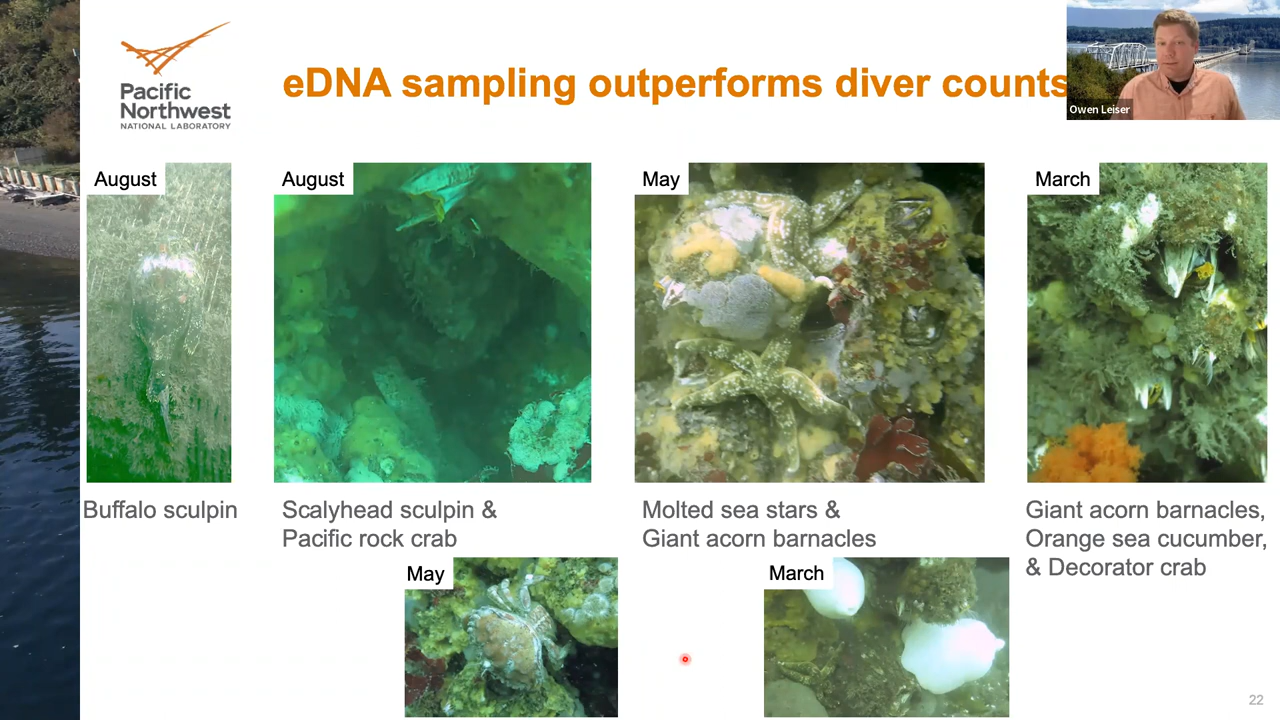 Pacific
Northwest
NATIONAL LABORATORY
eDNA sampling outperforms diver counts
Owen Leiser
August
August
May
March
Buffalo sculpin
Scalyhead sculpin &
Pacific rock crab
Molted sea stars &
Giant acorn barnacles
Giant acorn barnacles,
Orange sea cucumber,
& Decorator crab
May
March
22